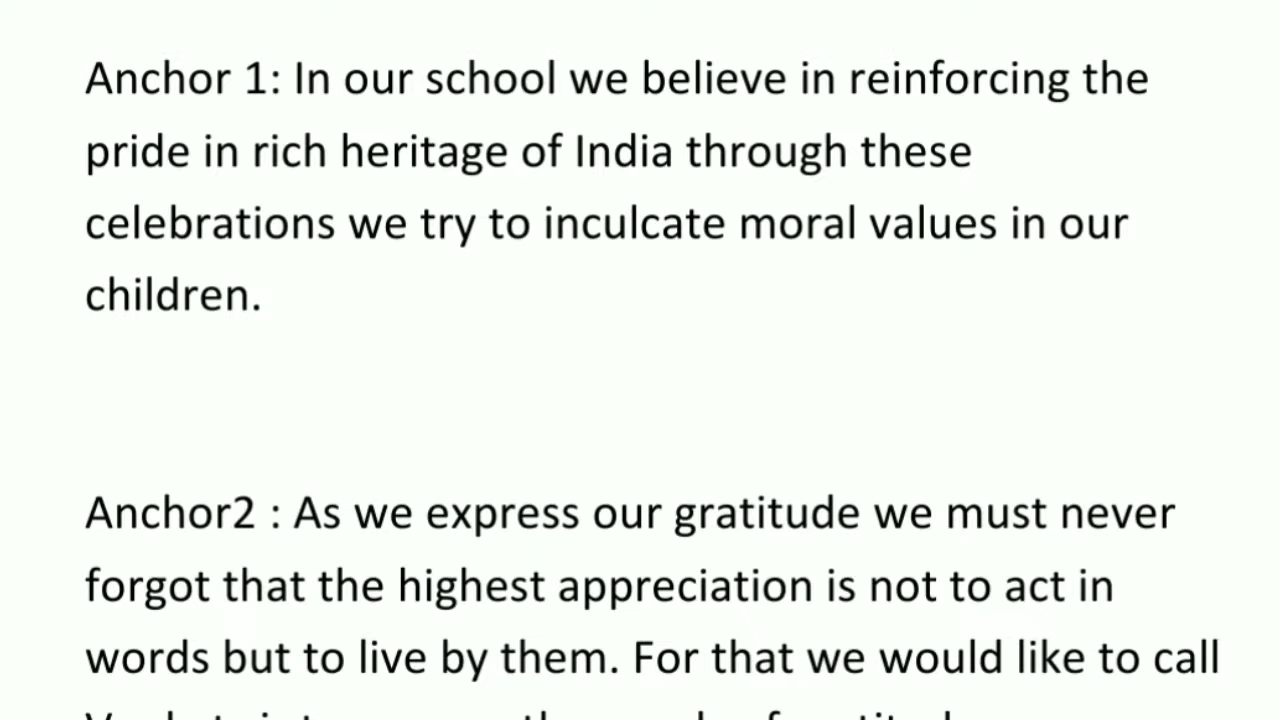 Anchor 1: In our school we believe in reinforcing the
pride in rich heritage of India through these
celebrations we try to inculcate moral values in our
children.
Anchor2 : As we express our gratitude we must never
forgot that the highest appreciation is not to act in
words but to live by them. For that we would like to call